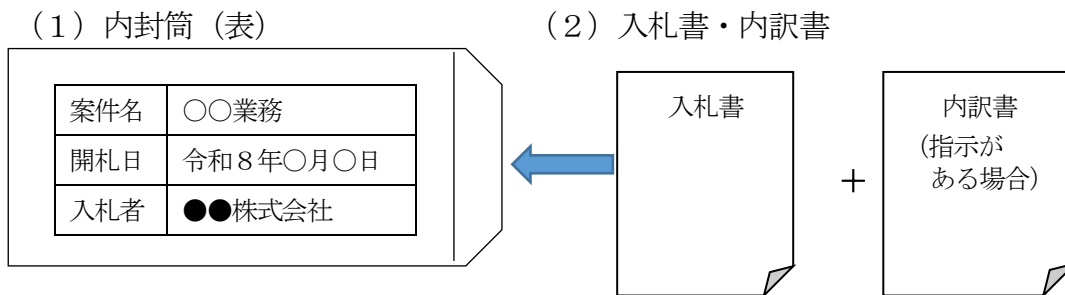 （１）内封筒（表）
（２）入札書・内訳書
案件名 ○○業務
開札日 令和８年○月○日
入札者 ●●株式会社
入札書
＋
内訳書
(指示が
ある場合)